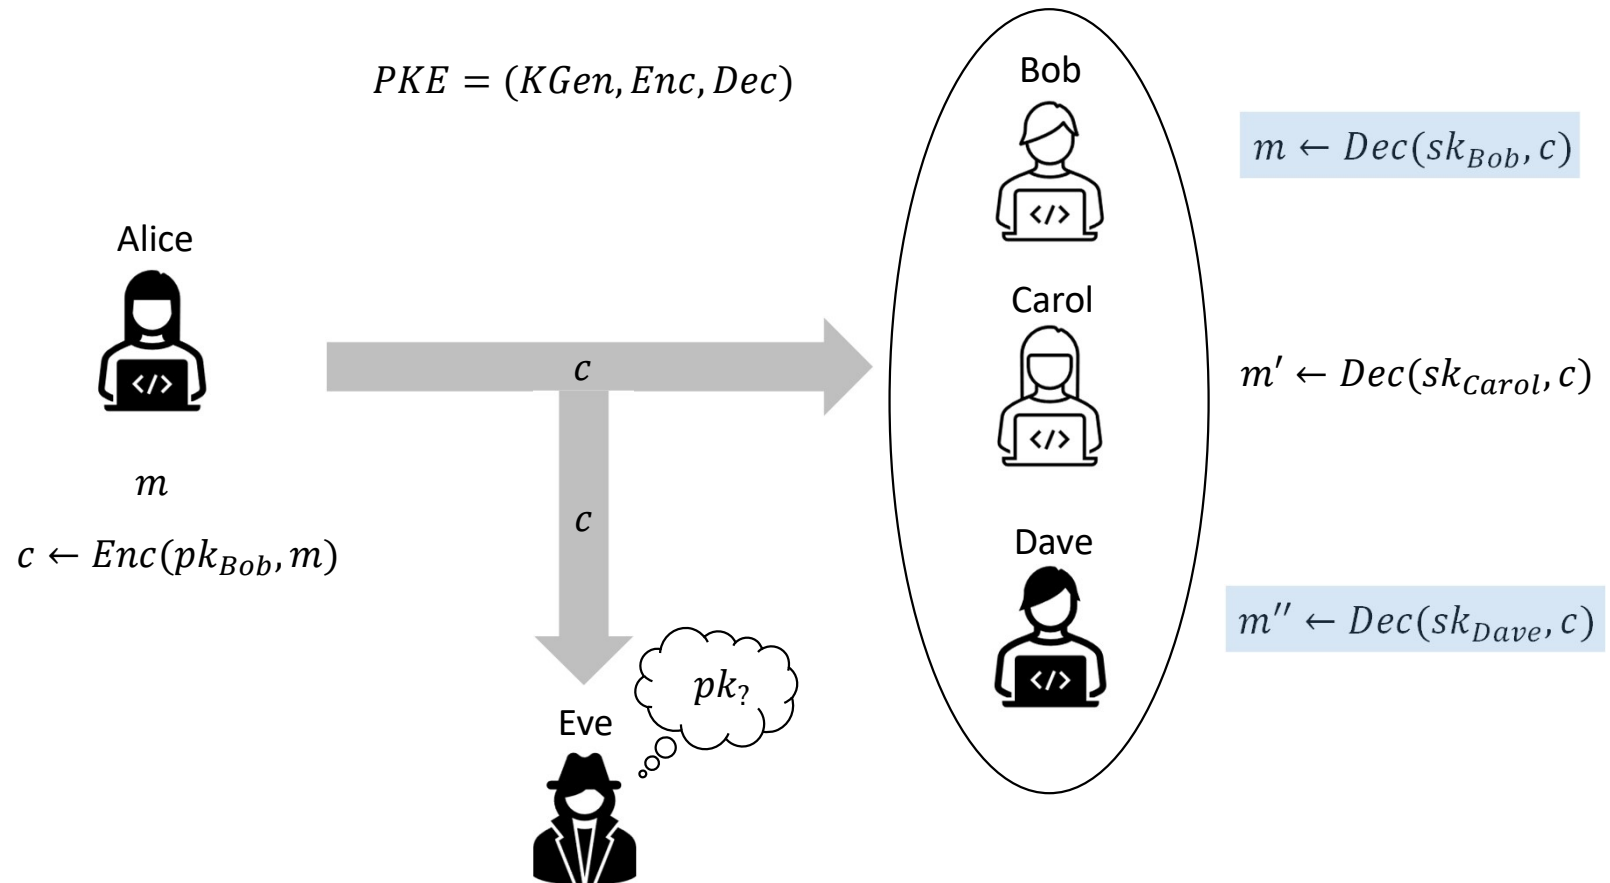 PKE = (KGen, Enc, Dec)
Bob
</>
m ← Dec(sk_Bob, c)
Alice
</>
m
c ← Enc(pk_Bob, m)
c
c
Carol
</>
m′ ← Dec(sk_Carol, c)
Dave
</>
m′′ ← Dec(sk_Dave, c)
pk_?
Eve